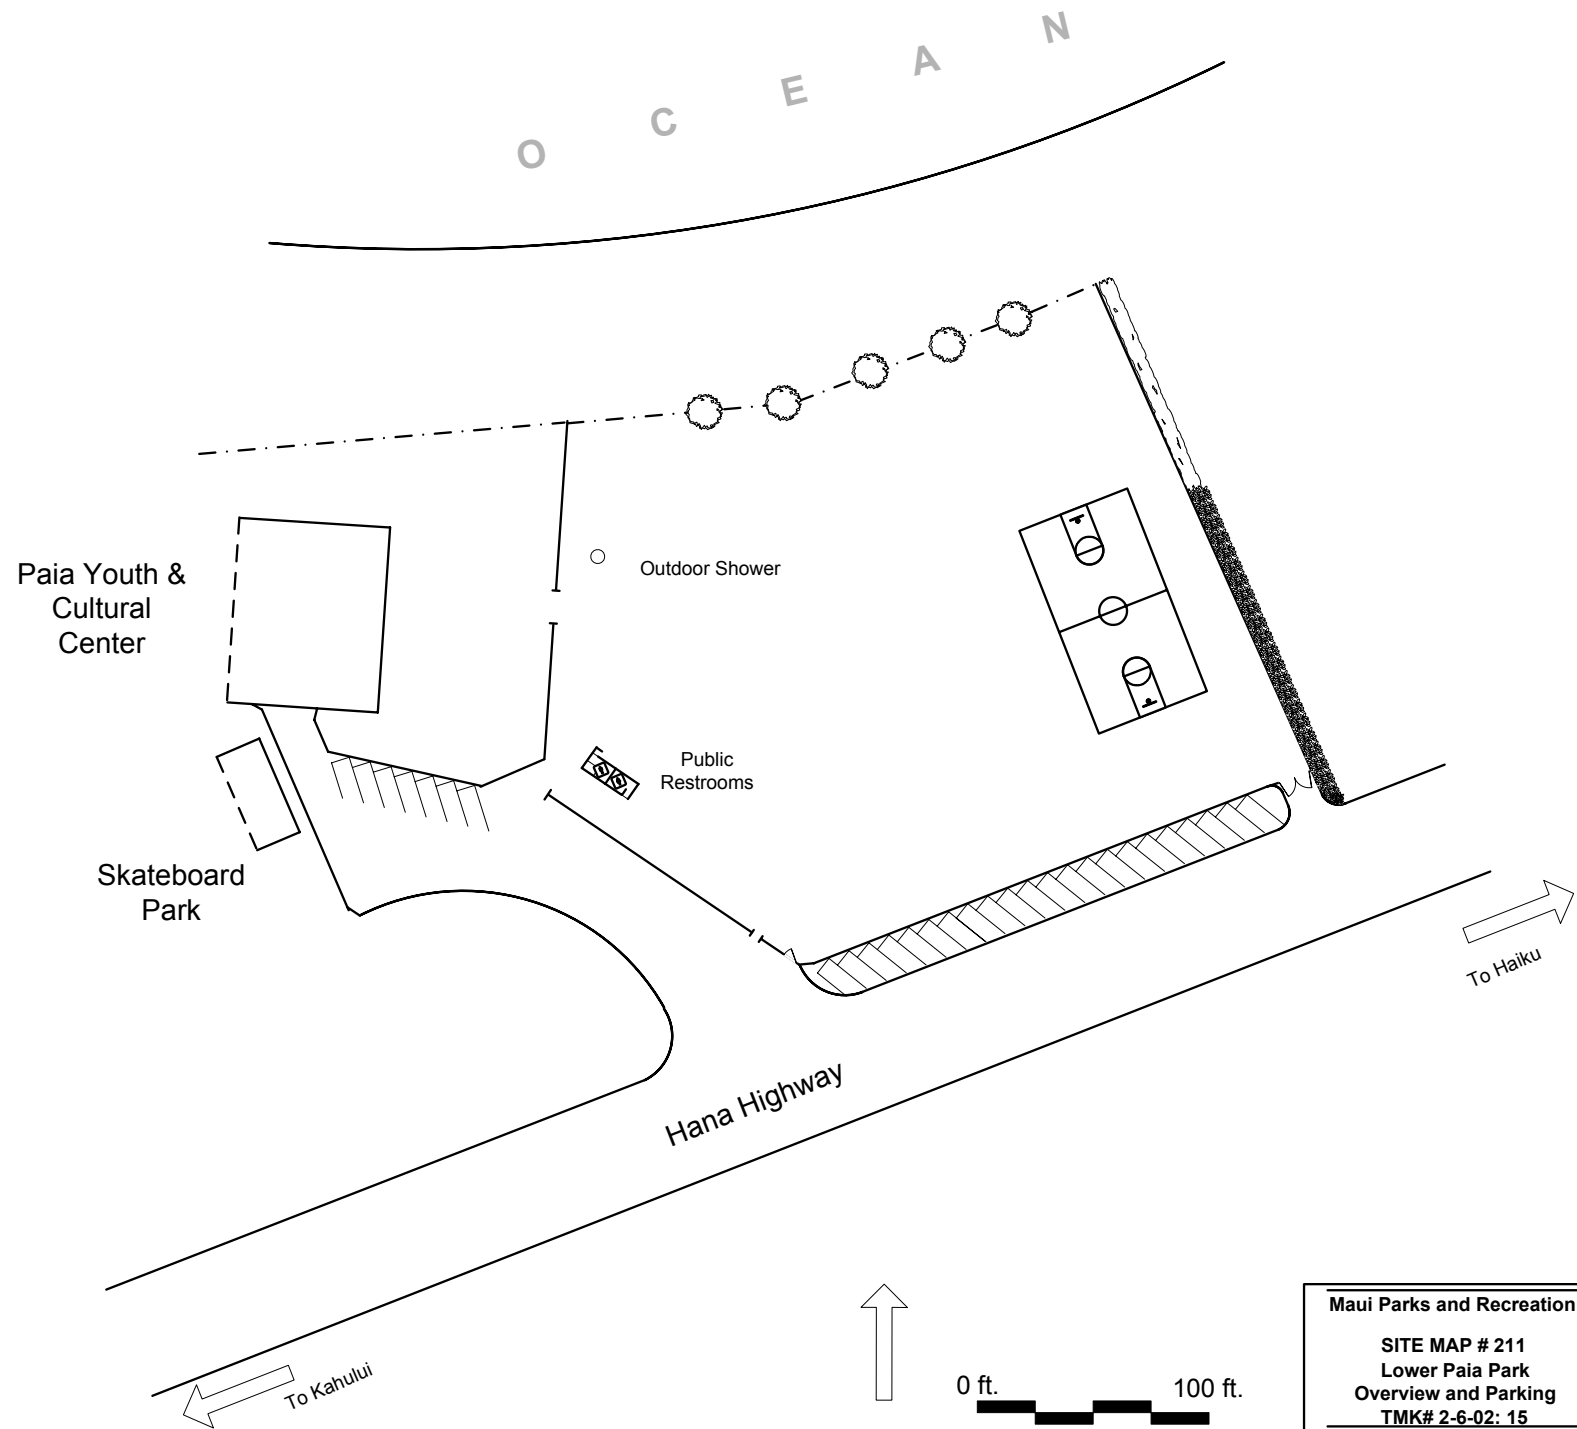 O C E A N
Outdoor Shower
Paia Youth &
Cultural
Center
Public
Restrooms
Skateboard
Park
To Haiku
Hana Highway
To Kahului
0 ft. 100 ft.
Maui Parks and Recreation
SITE MAP # 211
Lower Paia Park
Overview and Parking
TMK# 2-6-02: 15